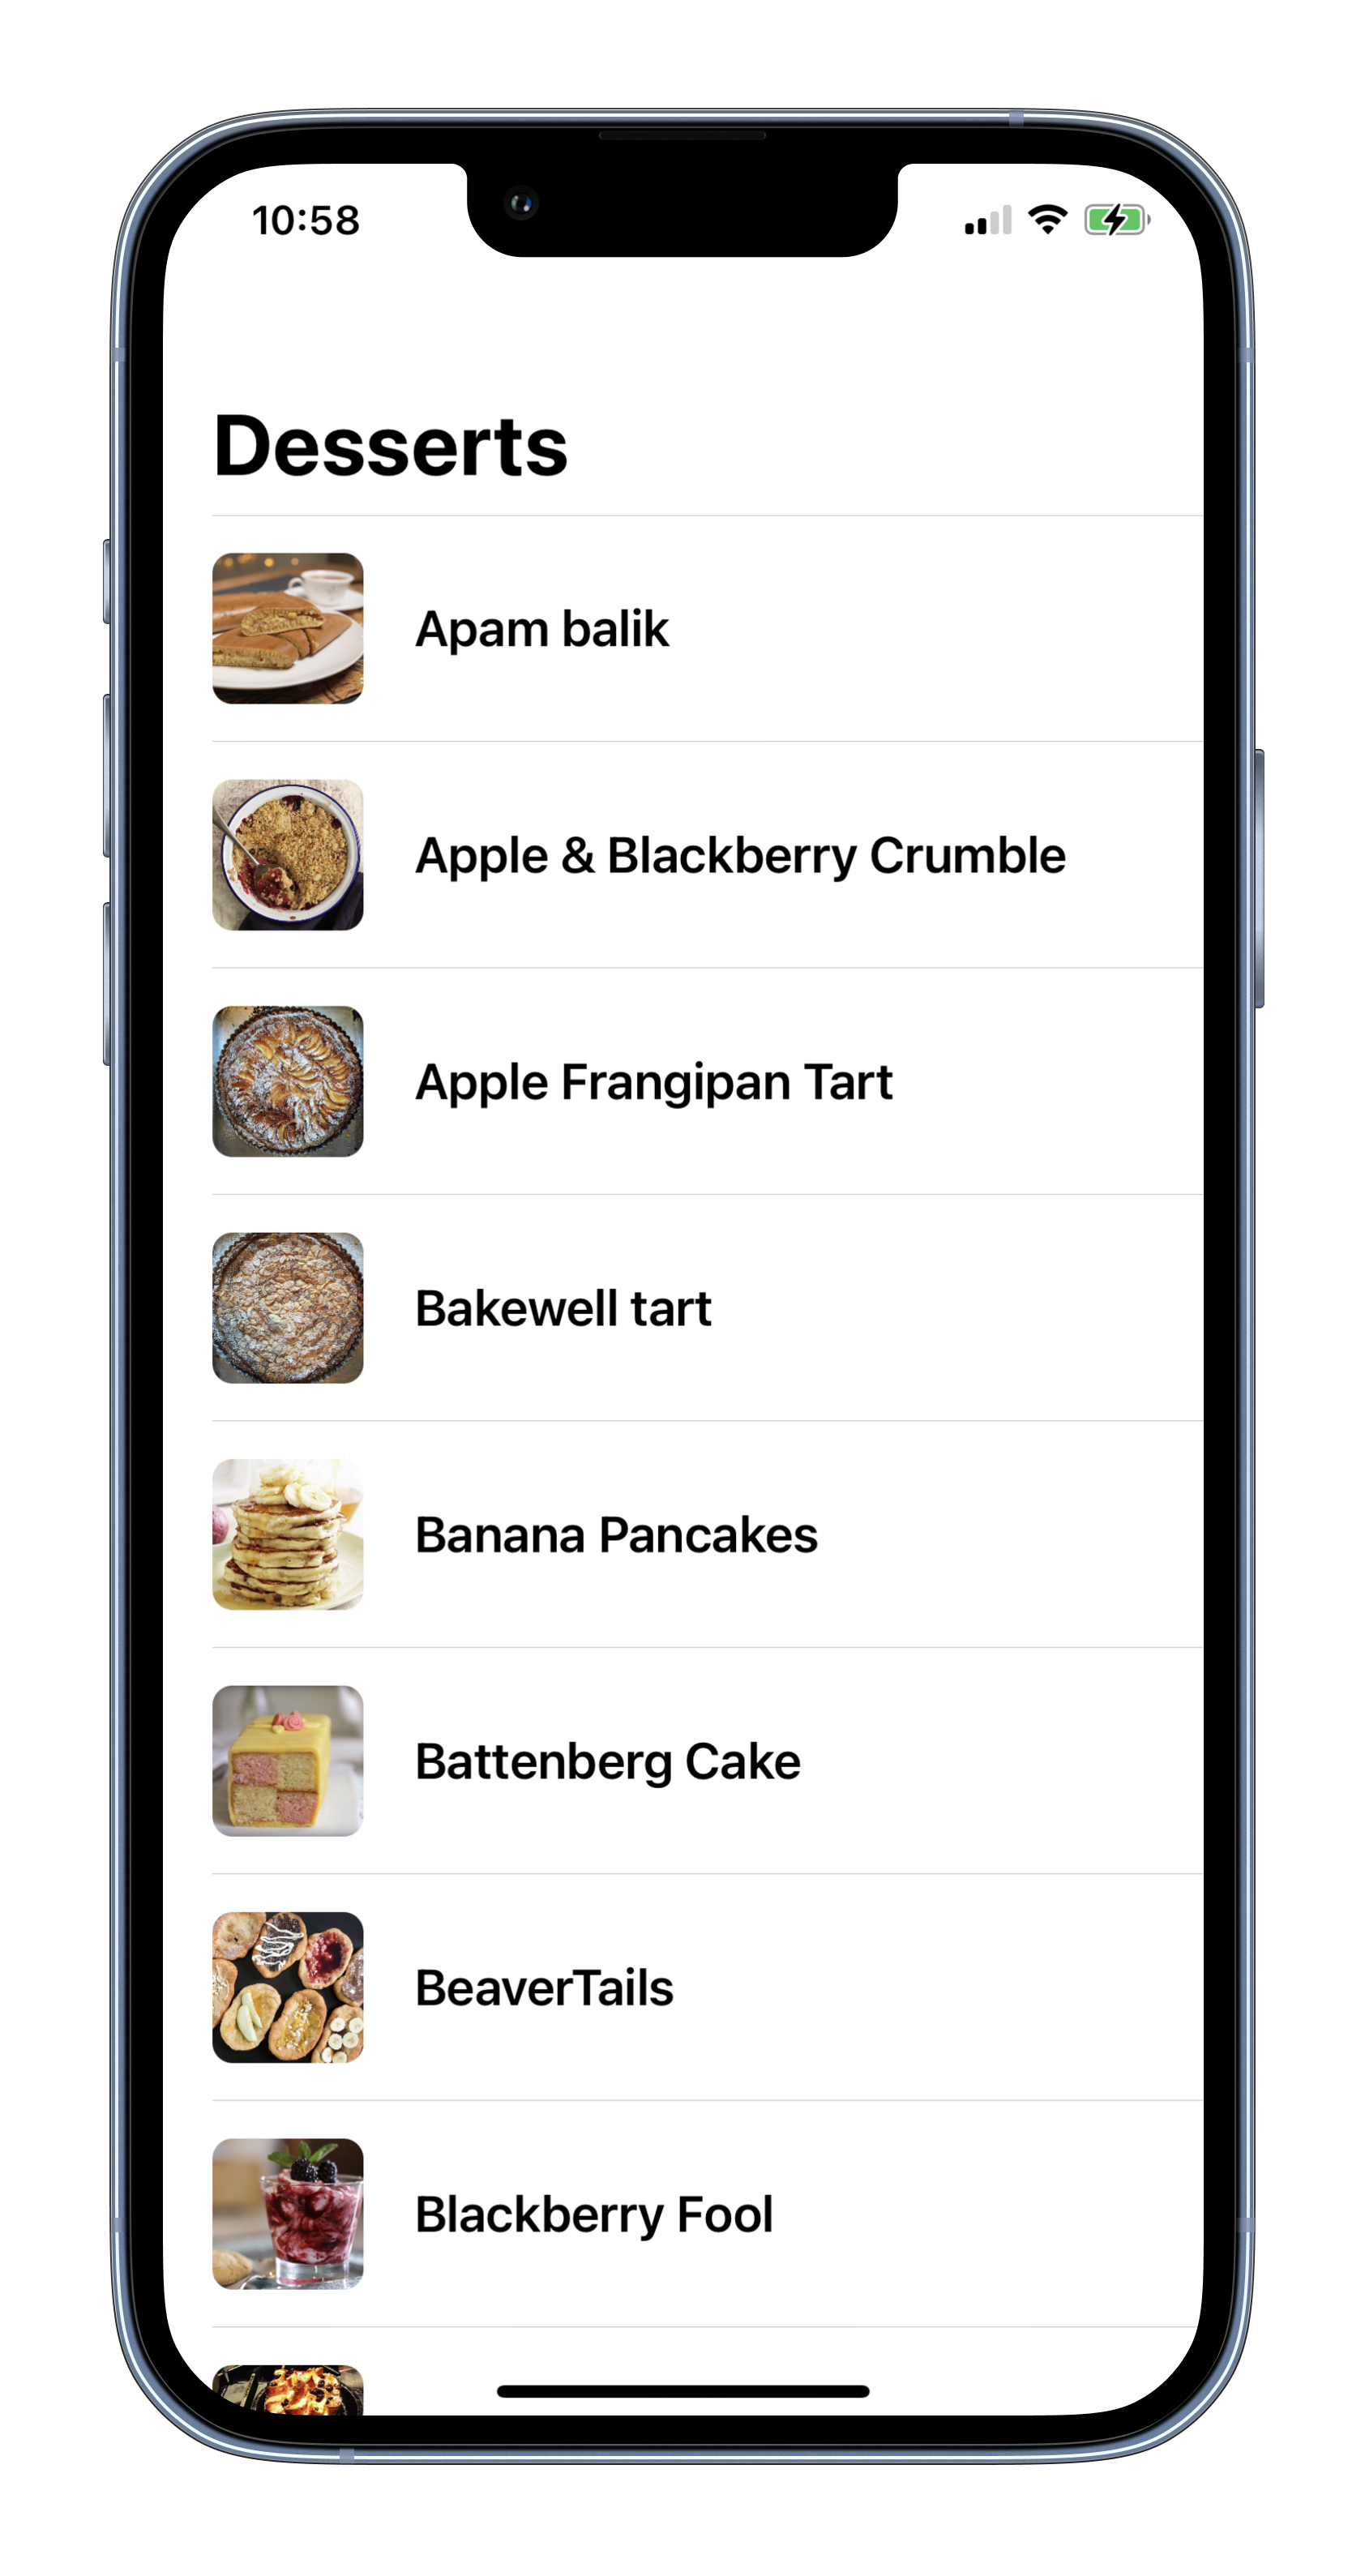 10:58
Desserts
Apam balik
Apple & Blackberry Crumble
Apple Frangipan Tart
Bakewell tart
Banana Pancakes
Battenberg Cake
BeaverTails
Blackberry Fool